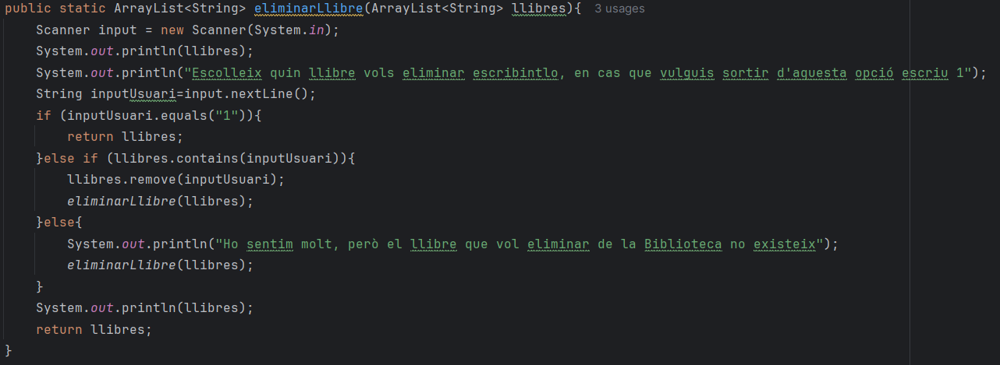 public static ArrayList<String> eliminarLlibre(ArrayList<String> llibres){ 3 usages
    Scanner input = new Scanner(System.in);
    System.out.println(llibres);
    System.out.println("Escolleix quin llibre vols eliminar escribintlo, en cas que vulguis sortir d'aquesta opció escriu 1");
    String inputUsuari=input.nextLine();
    if (inputUsuari.equals("1")){
        return llibres;
    }else if (llibres.contains(inputUsuari)){
        llibres.remove(inputUsuari);
        eliminarLlibre(llibres);
    }else{
        System.out.println("Ho sentim molt, però el llibre que vol eliminar de la Biblioteca no existeix");
        eliminarLlibre(llibres);
    }
    System.out.println(llibres);
    return llibres;
}